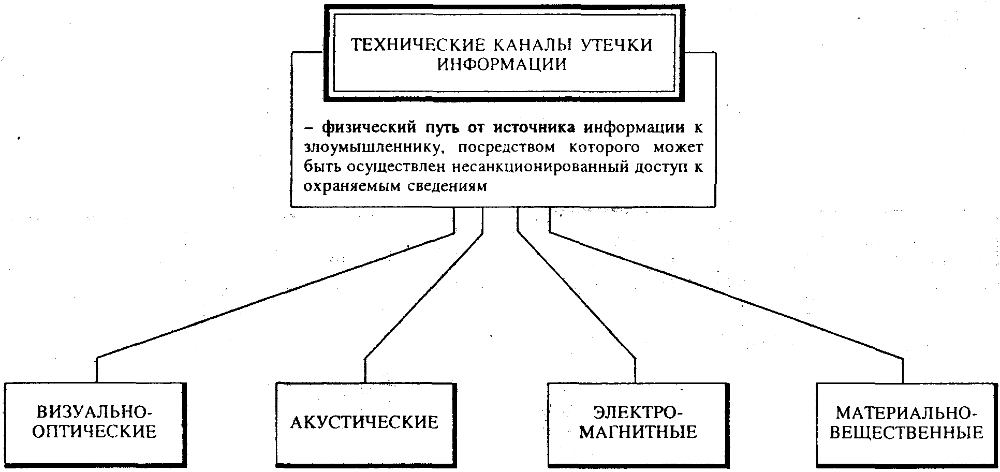 ТЕХНИЧЕСКИЕ КАНАЛЫ УТЕЧКИ
ИНФОРМАЦИИ
– физический путь от источника информации к
злоумышленнику, посредством которого может
быть осуществлен несанкционированный доступ к
охраняемым сведениям
ВИЗУАЛЬНО-
ОПТИЧЕСКИЕ
АКУСТИЧЕСКИЕ
ЭЛЕКТРО-
МАГНИТНЫЕ
МАТЕРИАЛЬНО-
ВЕЩЕСТВЕННЫЕ